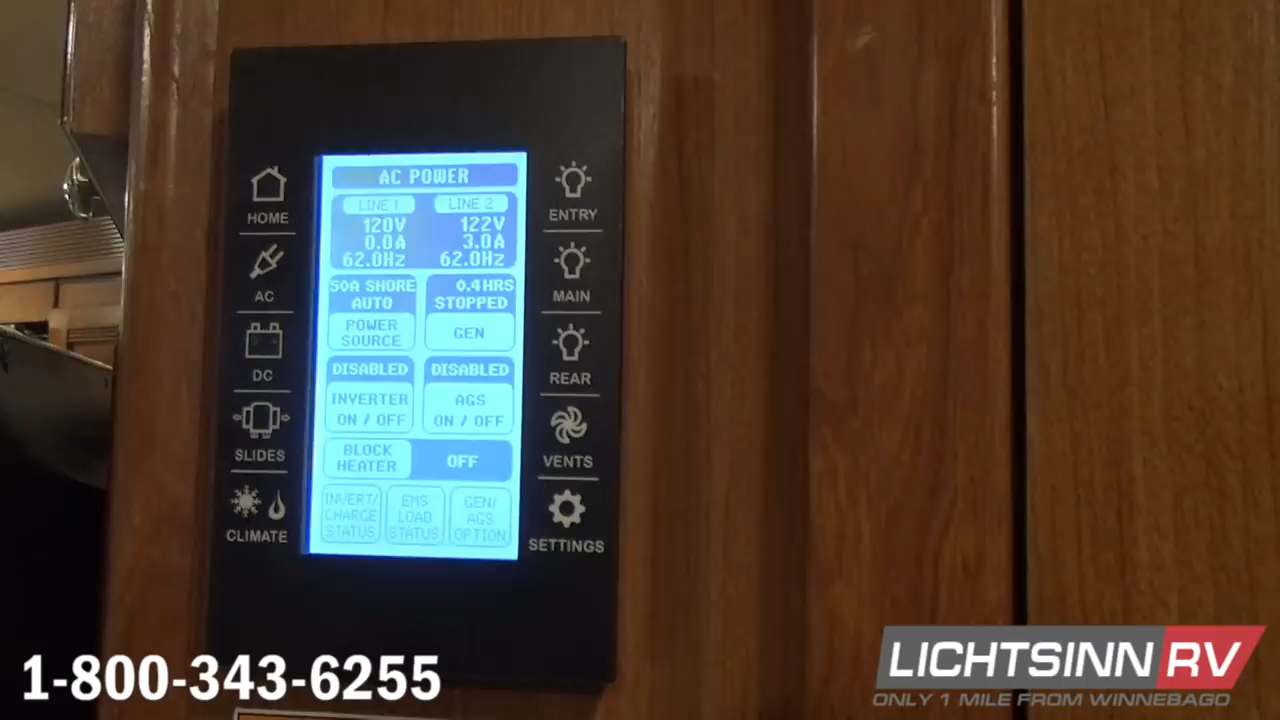 AC POWER
LINE 1 LINE 2
120V 122V
0.0A 3.0A
62.0Hz 62.0Hz
50A SHORE 0.4HRS
AUTO STOPPED
POWER
SOURCE
GEN
DISABLED DISABLED
INVERTER AGS
ON / OFF ON / OFF
BLOCK
HEATER
OFF
INVERT/
CHARGE
STATUS
EMS
LOAD
STATUS
GEN/
AGS
OPTION
HOME
AC
DC
SLIDES
CLIMATE
ENTRY
MAIN
REAR
VENTS
SETTINGS
1-800-343-6255
LICHTSINN RV
ONLY 1 MILE FROM WINNEBAGO